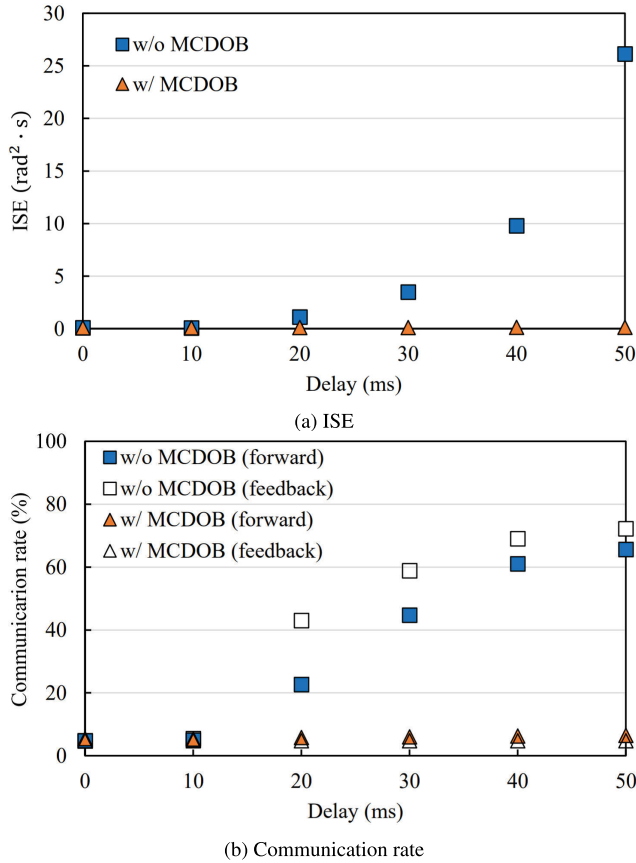 30
25
20
15
10
5
0
ISE (rad² · s)
w/o MCDOB
w/ MCDOB
0 10 20 30 40 50
Delay (ms)
(a) ISE
100
80
60
40
20
0
Communicarion rate (%)
w/o MCDOB (forward)
w/o MCDOB (feedback)
w/ MCDOB (forward)
w/ MCDOB (feedback)
0 10 20 30 40 50
Delay (ms)
(b) Communication rate